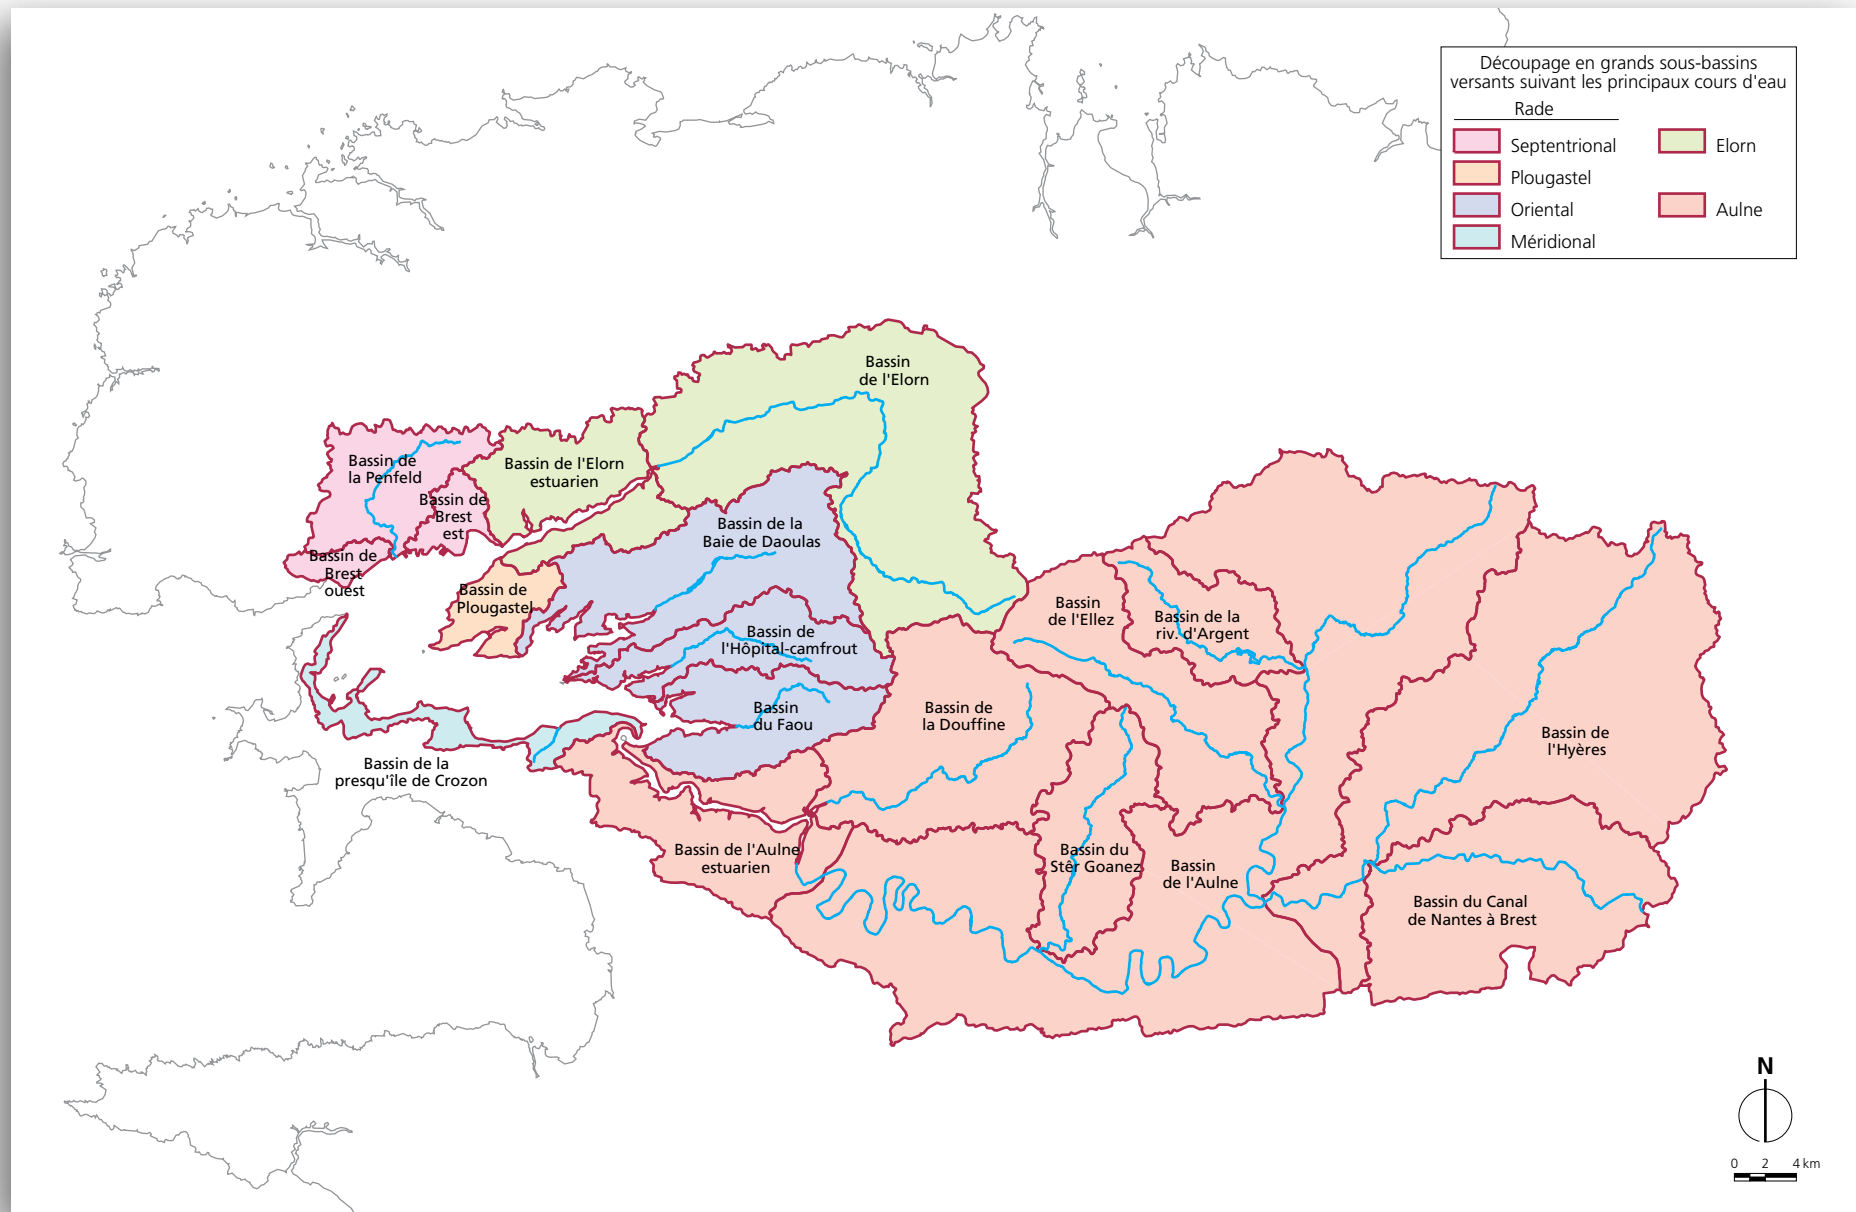 Découpage en grands sous-bassins
versants suivant les principaux cours d'eau
Rade
Septentrional
Elorn
Plougastel
Oriental
Aulne
Méridional
Bassin
de l'Elorn
Bassin de
la Penfeld
Bassin de l'Elorn
estuarien
Bassin de
Brest
est
Bassin de la
Baie de Daoulas
Bassin de
Brest
ouest
Bassin de
Plougastel
Bassin
de l'Ellez
Bassin de la
riv. d'Argent
Bassin de
l'Hôpital-camfrout
Bassin
du Faou
Bassin de
la Douffine
Bassin de
l'Hyères
Bassin de la
presqu'île de Crozon
Bassin de l'Aulne
estuarien
Bassin du
Stêr Goanez
Bassin
de l'Aulne
Bassin du Canal
de Nantes à Brest
N
0 2 4 km